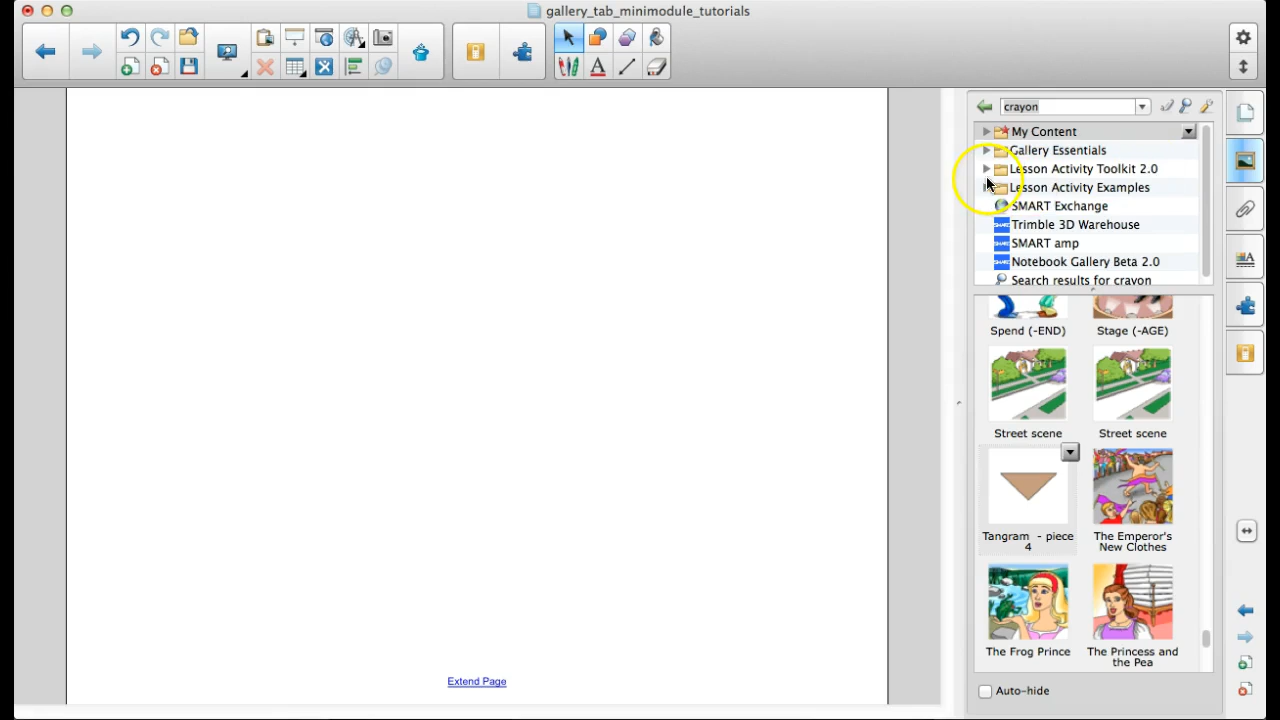 gallery_tab_minimodule_tutorials
crayon
My Content
Gallery Essentials
Lesson Activity Toolkit 2.0
Lesson Activity Examples
SMART Exchange
Trimble 3D Warehouse
SMART amp
Notebook Gallery Beta 2.0
Search results for crayon
Spend (-END)
Stage (-AGE)
Street scene
Street scene
Tangram - piece
4
The Emperor's
New Clothes
The Frog Prince
The Princess and
the Pea
Extend Page
Auto-hide